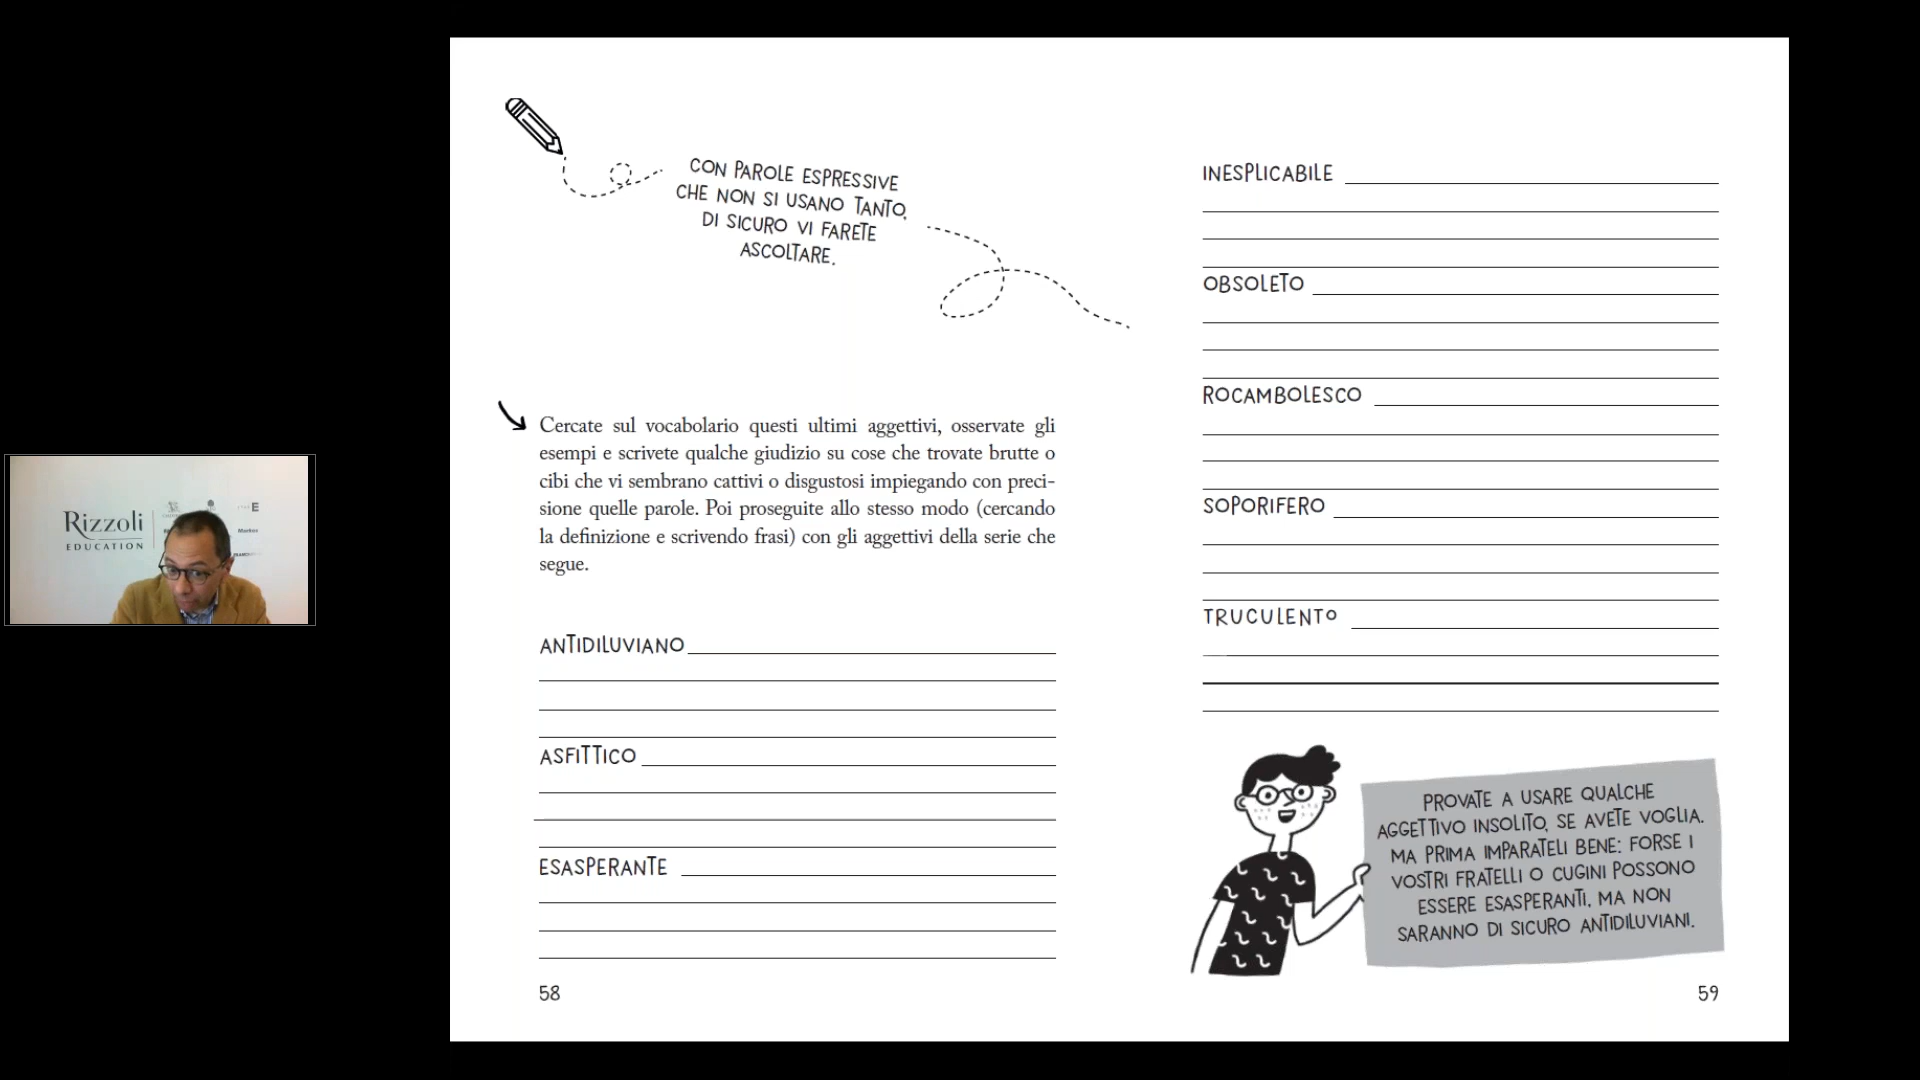 CON PAROLE ESPRESSIVE
CHE NON SI USANO TANTO,
DI SICURO VI FARETE
ASCOLTARE.
Cercate sul vocabolario questi ultimi aggettivi, osservate gli
esempi e scrivete qualche giudizio su cose che trovate brutte o
cibi che vi sembrano cattivi o disgustosi impiegando con preci-
sione quelle parole. Poi proseguite allo stesso modo (cercando
la definizione e scrivendo frasi) con gli aggettivi della serie che
segue.
ANTIDILUVIANO
ASFITTICO
ESASPERANTE
58
INESPLICABILE
OBSOLETO
ROCAMBOLESCO
SOPORIFERO
TRUCULENTO
PROVATE A USARE QUALCHE
AGGETTIVO INSOLITO, SE AVETE VOGLIA.
MA PRIMA IMPARATELI BENE: FORSE I
VOSTRI FRATELLI O CUGINI POSSONO
ESSERE ESASPERANTI, MA NON
SARANNO DI SICURO ANTIDILUVIANI.
59
Rizzoli
EDUCATION